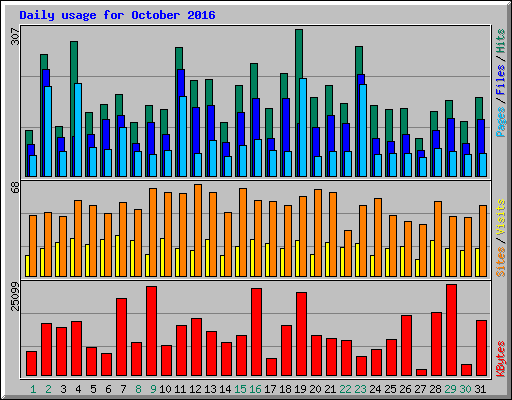 Daily usage for October 2016
307
Pages / Files / Hits
68
Sites / Visits
25099
KBytes
1 2 3 4 5 6 7 8 9 10 11 12 13 14 15 16 17 18 19 20 21 22 23 24 25 26 27 28 29 30 31